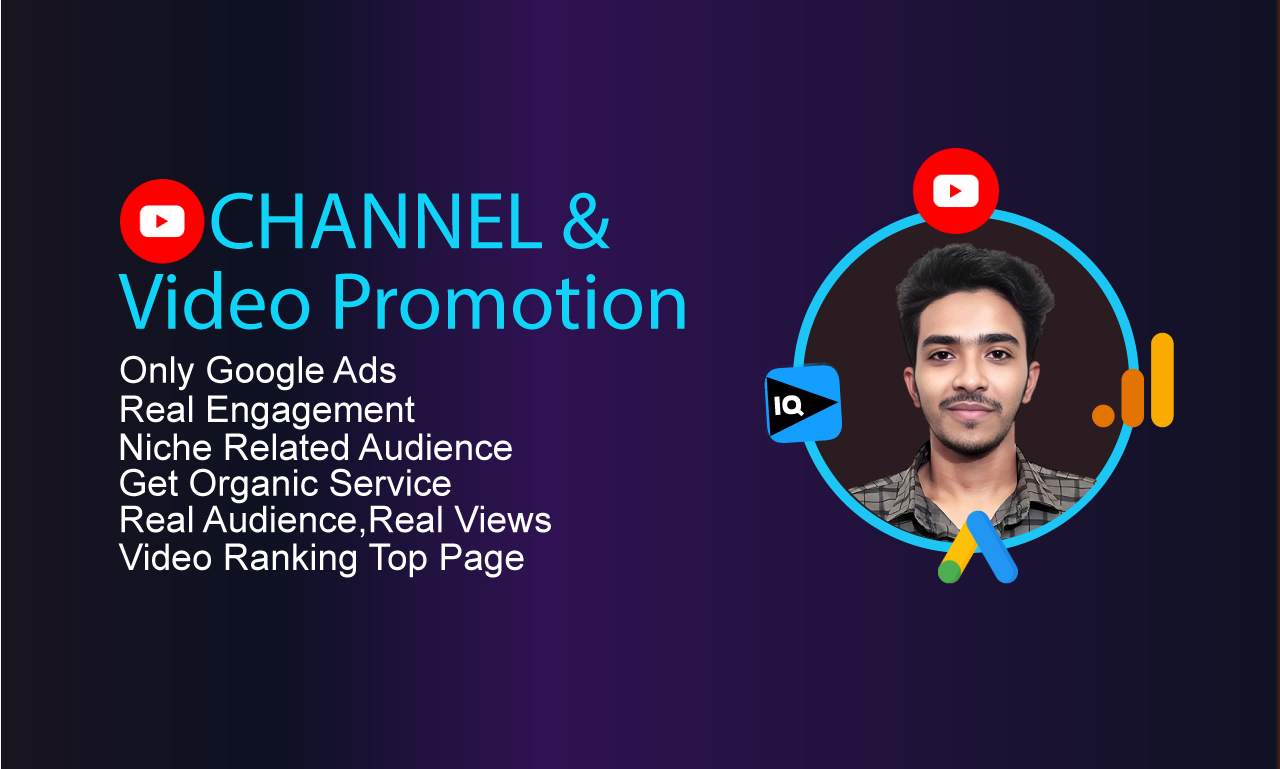 CHANNEL &
Video Promotion
Only Google Ads
Real Engagement
Niche Related Audience
Get Organic Service
Real Audience,Real Views
Video Ranking Top Page
IQ